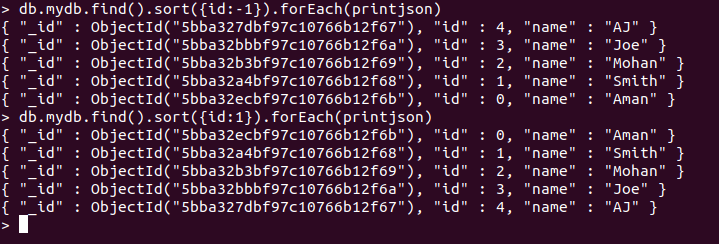 > db.mydb.find().sort({id:-1}).forEach(printjson)
{ "_id" : ObjectId("5bba327dbf97c10766b12f67"), "id" : 4, "name" : "AJ" }
{ "_id" : ObjectId("5bba32bbbf97c10766b12f6a"), "id" : 3, "name" : "Joe" }
{ "_id" : ObjectId("5bba32b3bf97c10766b12f69"), "id" : 2, "name" : "Mohan" }
{ "_id" : ObjectId("5bba32a4bf97c10766b12f68"), "id" : 1, "name" : "Smith" }
{ "_id" : ObjectId("5bba32ecbf97c10766b12f6b"), "id" : 0, "name" : "Aman" }
> db.mydb.find().sort({id:1}).forEach(printjson)
{ "_id" : ObjectId("5bba32ecbf97c10766b12f6b"), "id" : 0, "name" : "Aman" }
{ "_id" : ObjectId("5bba32a4bf97c10766b12f68"), "id" : 1, "name" : "Smith" }
{ "_id" : ObjectId("5bba32b3bf97c10766b12f69"), "id" : 2, "name" : "Mohan" }
{ "_id" : ObjectId("5bba32bbbf97c10766b12f6a"), "id" : 3, "name" : "Joe" }
{ "_id" : ObjectId("5bba327dbf97c10766b12f67"), "id" : 4, "name" : "AJ" }
>